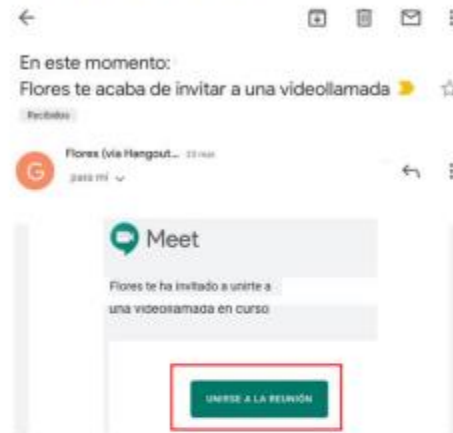 En este momento:
Flores te acaba de invitar a una videollamada
Recibidos
Flores (via Hangout...
para mí
G
Meet
Flores te ha invitado a unirte a
una videollamada en curso
UNIRSE A LA REUNIÓN